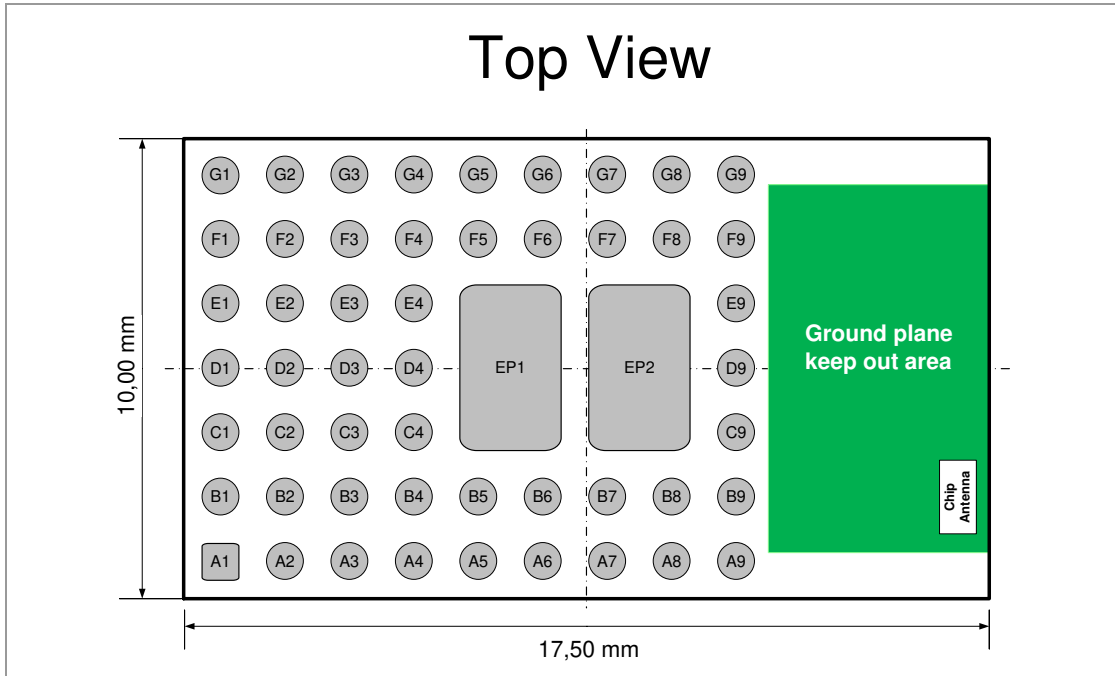 Top View
G1 G2 G3 G4 G5 G6 G7 G8 G9
F1 F2 F3 F4 F5 F6 F7 F8 F9
E1 E2 E3 E4 E9
Ground plane
keep out area
10,00 mm
D1 D2 D3 D4 EP1 EP2 D9
C1 C2 C3 C4 C9
B1 B2 B3 B4 B5 B6 B7 B8 B9
Chip
Antenna
A1 A2 A3 A4 A5 A6 A7 A8 A9
17,50 mm